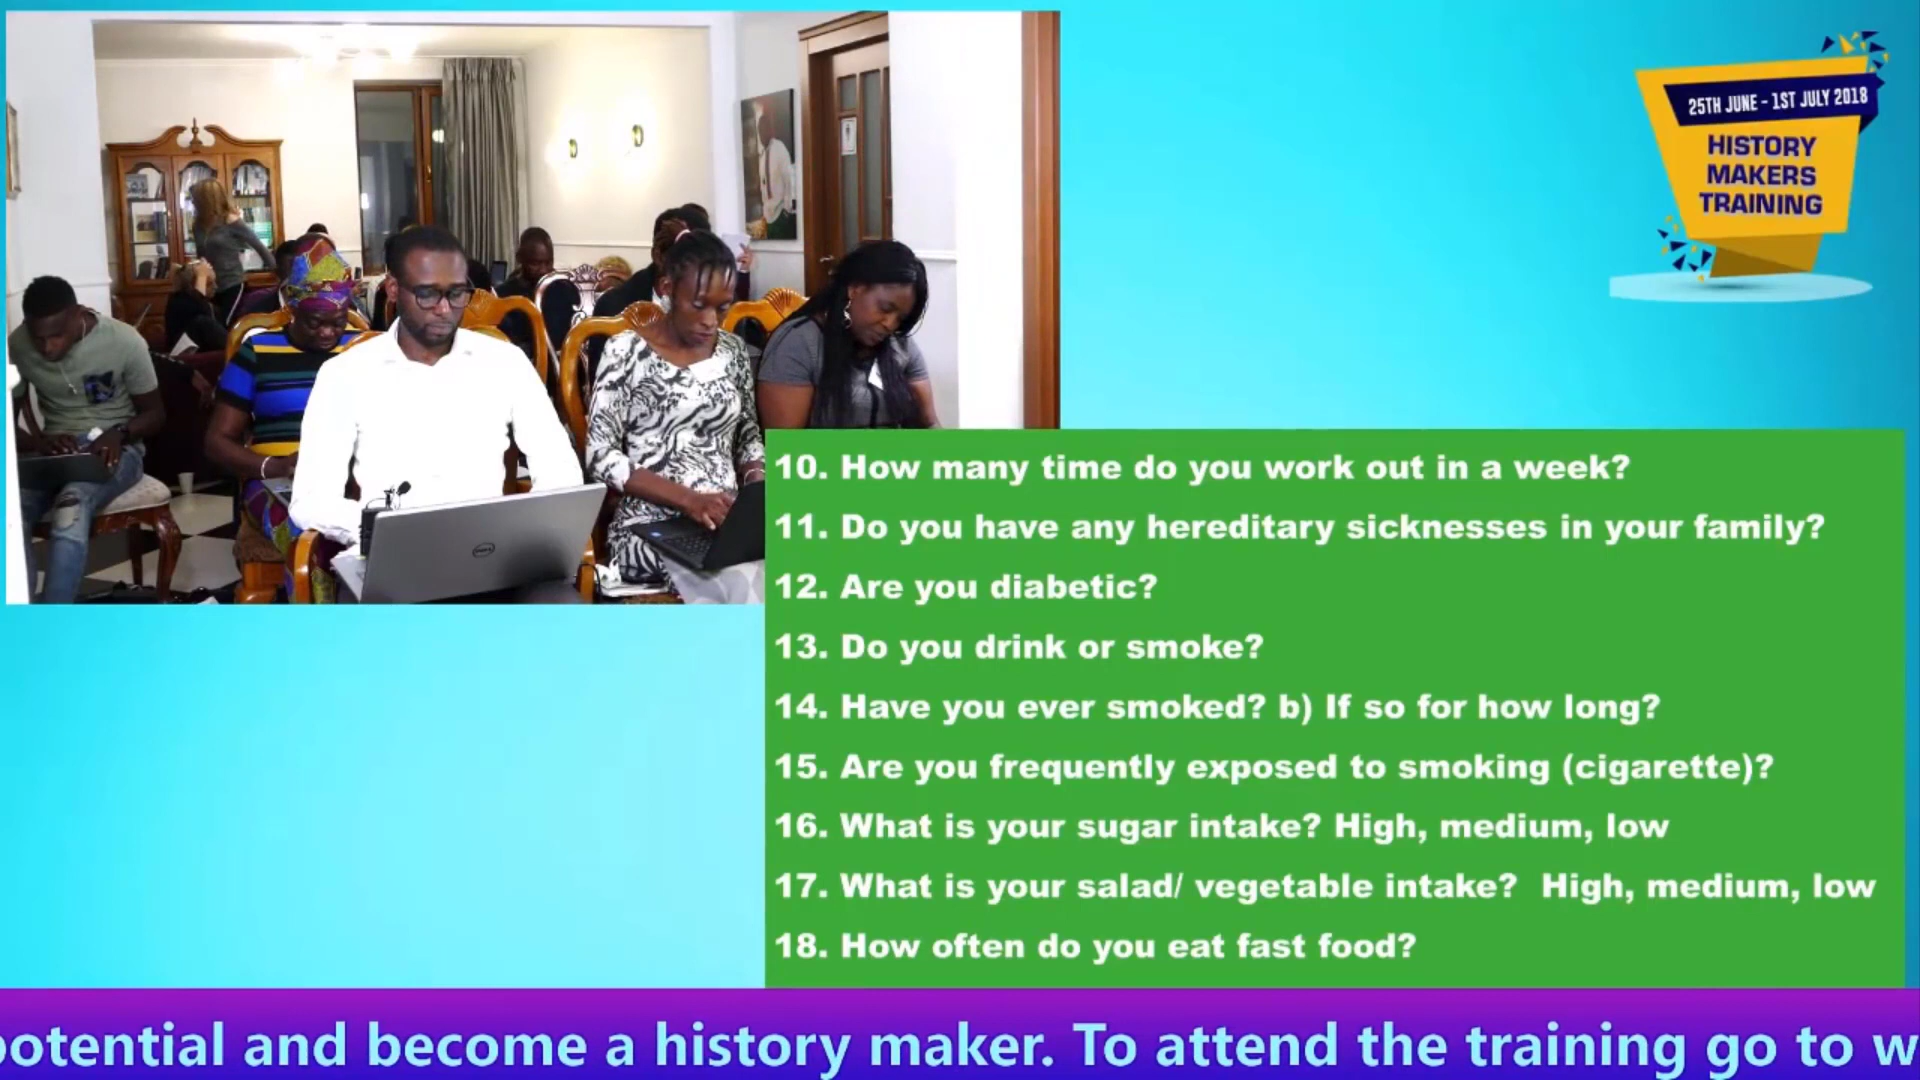 25TH JUNE - 1ST JULY 2018
HISTORY
MAKERS
TRAINING
DELL
10. How many time do you work out in a week?
11. Do you have any hereditary sicknesses in your family?
12. Are you diabetic?
13. Do you drink or smoke?
14. Have you ever smoked? b) If so for how long?
15. Are you frequently exposed to smoking (cigarette)?
16. What is your sugar intake? High, medium, low
17. What is your salad/ vegetable intake? High, medium, low
18. How often do you eat fast food?
potential and become a history maker. To attend the training go to w